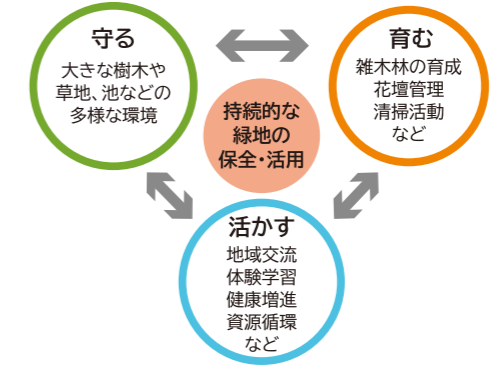 守る
大きな樹木や
草地、池などの
多様な環境
育む
雑木林の育成
花壇管理
清掃活動
など
持続的な
緑地の
保全・活用
活かす
地域交流
体験学習
健康増進
資源循環
など